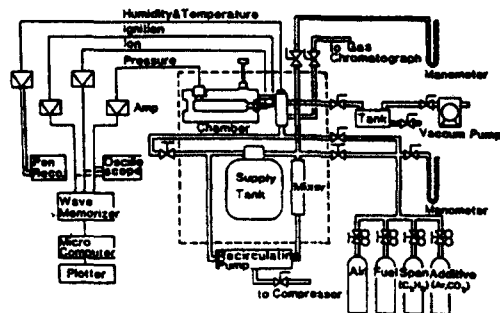 Humidity&Temperature
Ignition
Ion
Pressure
to Gas
Chromatograph
Manometer
Amp
Chamber
Tank
Vacuum Pump
Pen
Reco.
Oscillo
scope
Supply
Tank
Mixer
Wave
Memorizer
Manometer
Micro
Computer
Recirculating
Pump
Plotter
to Compressor
Air
Fuel
Span
Additive
(Ar,CO₂)